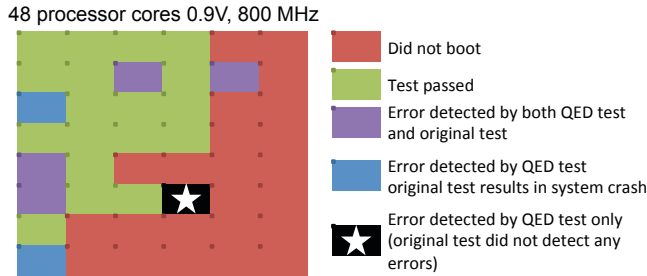 48 processor cores 0.9V, 800 MHz
Did not boot
Test passed
Error detected by both QED test
and original test
Error detected by QED test
original test results in system crash
Error detected by QED test only
(original test did not detect any
errors)